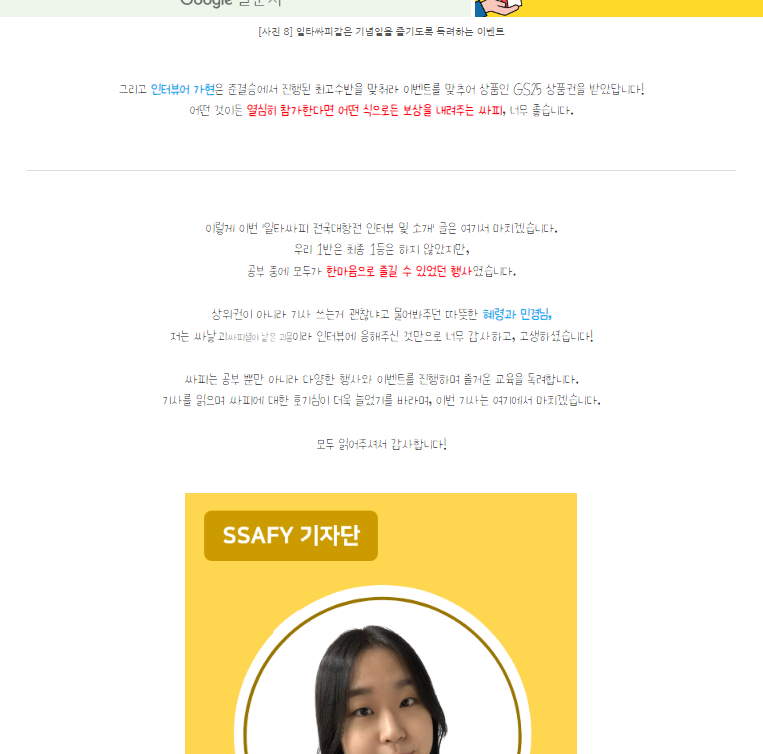 Google 설문지
[사진 8] 일타싸피같은 기념일을 즐기도록 독려하는 이벤트
그리고 인터뷰어 가현은 준결승에서 진행된 최고수반을 맞춰라 이벤트를 맞추어 상품인 GS25 상품권을 받았답니다!
어떤 것이든 열심히 참가한다면 어떤 식으로든 보상을 내려주는 싸피, 너무 좋습니다.
이렇게 이번 '일타싸피 전국대항전 인터뷰 및 소개' 글은 여기서 마치겠습니다.
우리 1반은 최종 1등은 하지 않았지만,
공부 중에 모두가 한마음으로 즐길 수 있었던 행사였습니다.
상위권이 아니라 기사 쓰는게 괜찮냐고 물어봐주던 따뜻한 혜령과 민경님,
저는 싸낳괴(싸피셜이 낳은 괴물)이라 인터뷰에 응해주신 것만으로 너무 감사하고, 고생하셨습니다!
싸피는 공부 뿐만 아니라 다양한 행사와 이벤트를 진행하며 즐거운 교육을 독려합니다.
기사를 읽으며 싸피에 대한 호기심이 더욱 늘었기를 바라며, 이번 기사는 여기에서 마치겠습니다.
모두 읽어주셔서 감사합니다!
SSAFY 기자단